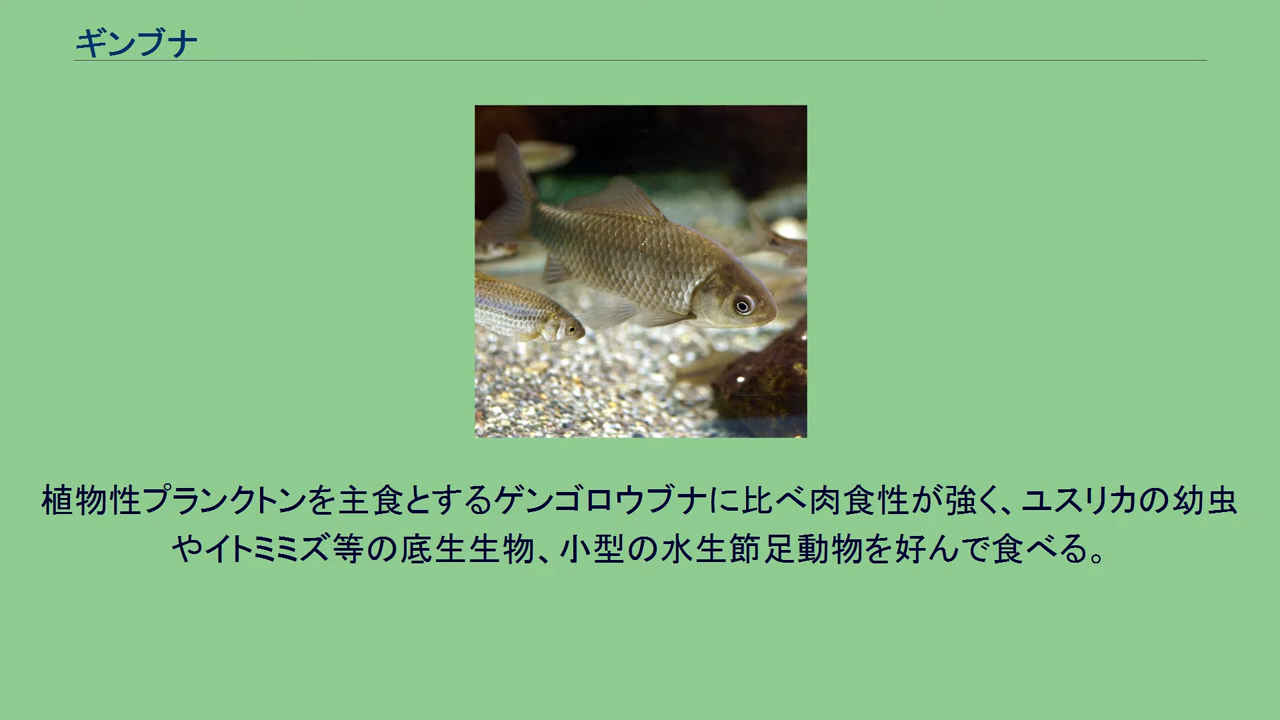 ギンブナ
植物性プランクトンを主食とするゲンゴロウブナに比べ肉食性が強く、ユスリカの幼虫
やイトミミズ等の底生生物、小型の水生節足動物を好んで食べる。